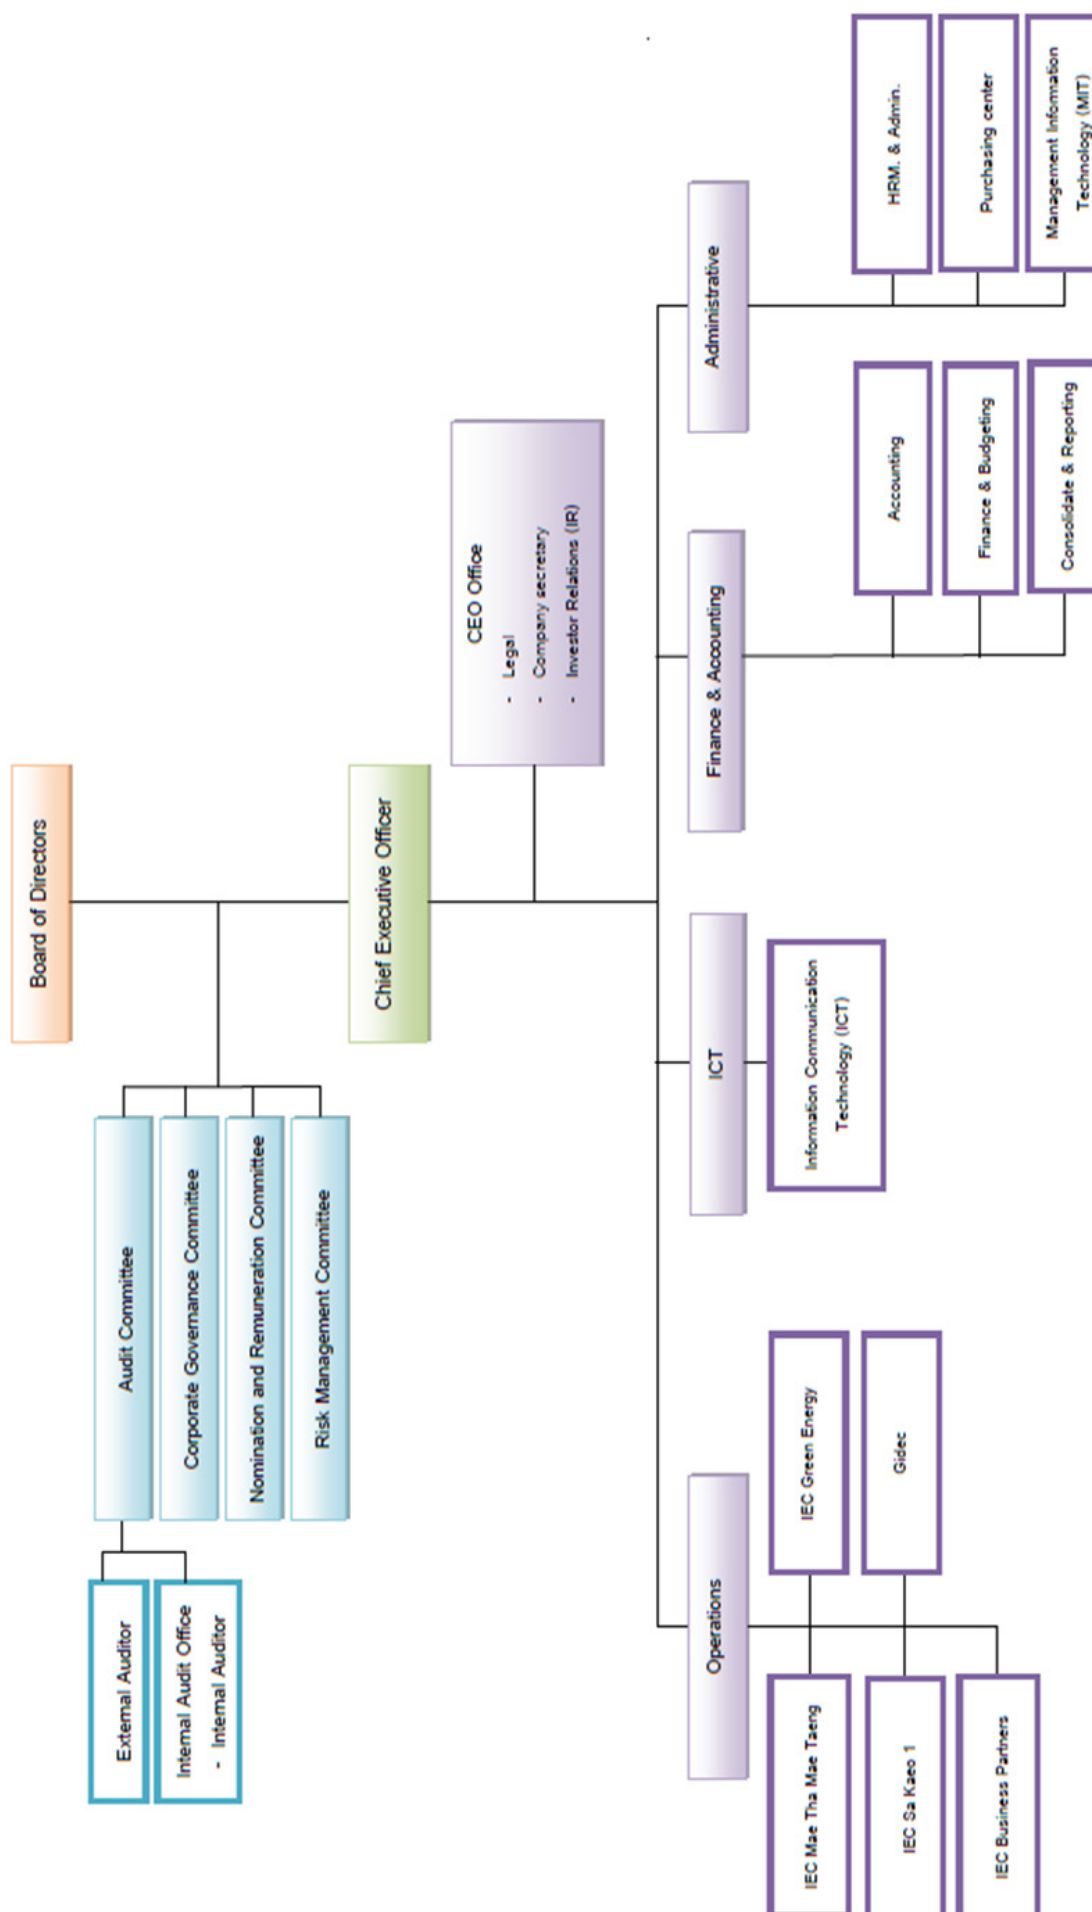 Board of Directors
Audit Committee
Corporate Governance Committee
Nomination and Remuneration Committee
Risk Management Committee
External Auditor
Internal Audit Office
- Internal Auditor
Chief Executive Officer
CEO Office
- Legal
- Company secretary
- Investor Relations (IR)
Operations
ICT
Finance & Accounting
Administrative
IEC Mae Tha Mae Taeng
IEC Green Energy
IEC Sa Kaeo 1
Gidec
IEC Business Partners
Information Communication
Technology (ICT)
Accounting
Finance & Budgeting
Consolidate & Reporting
HRM. & Admin.
Purchasing center
Management Information
Technology (MIT)